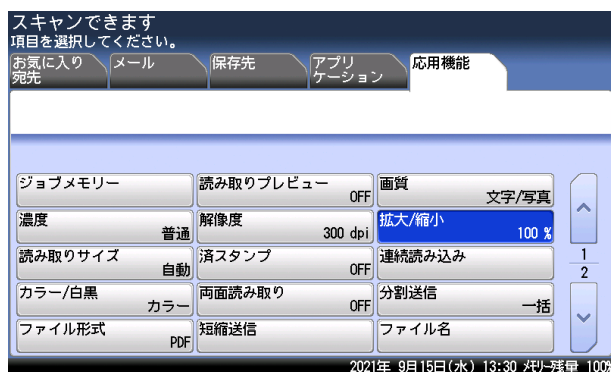 スキャンできます
項目を選択してください。
お気に入り
宛先
メール
保存先
アプリ
ケーション
応用機能
ジョブメモリー
読み取りプレビュー
OFF
画質
文字/写真
濃度
普通
解像度
300 dpi
拡大/縮小
100 %
読み取りサイズ
自動
済スタンプ
OFF
連続読み込み
1
2
カラー/白黒
カラー
両面読み取り
OFF
分割送信
一括
ファイル形式
PDF
短縮送信
ファイル名
2021年 9月15日(水) 13:30 メモリー残量 100%